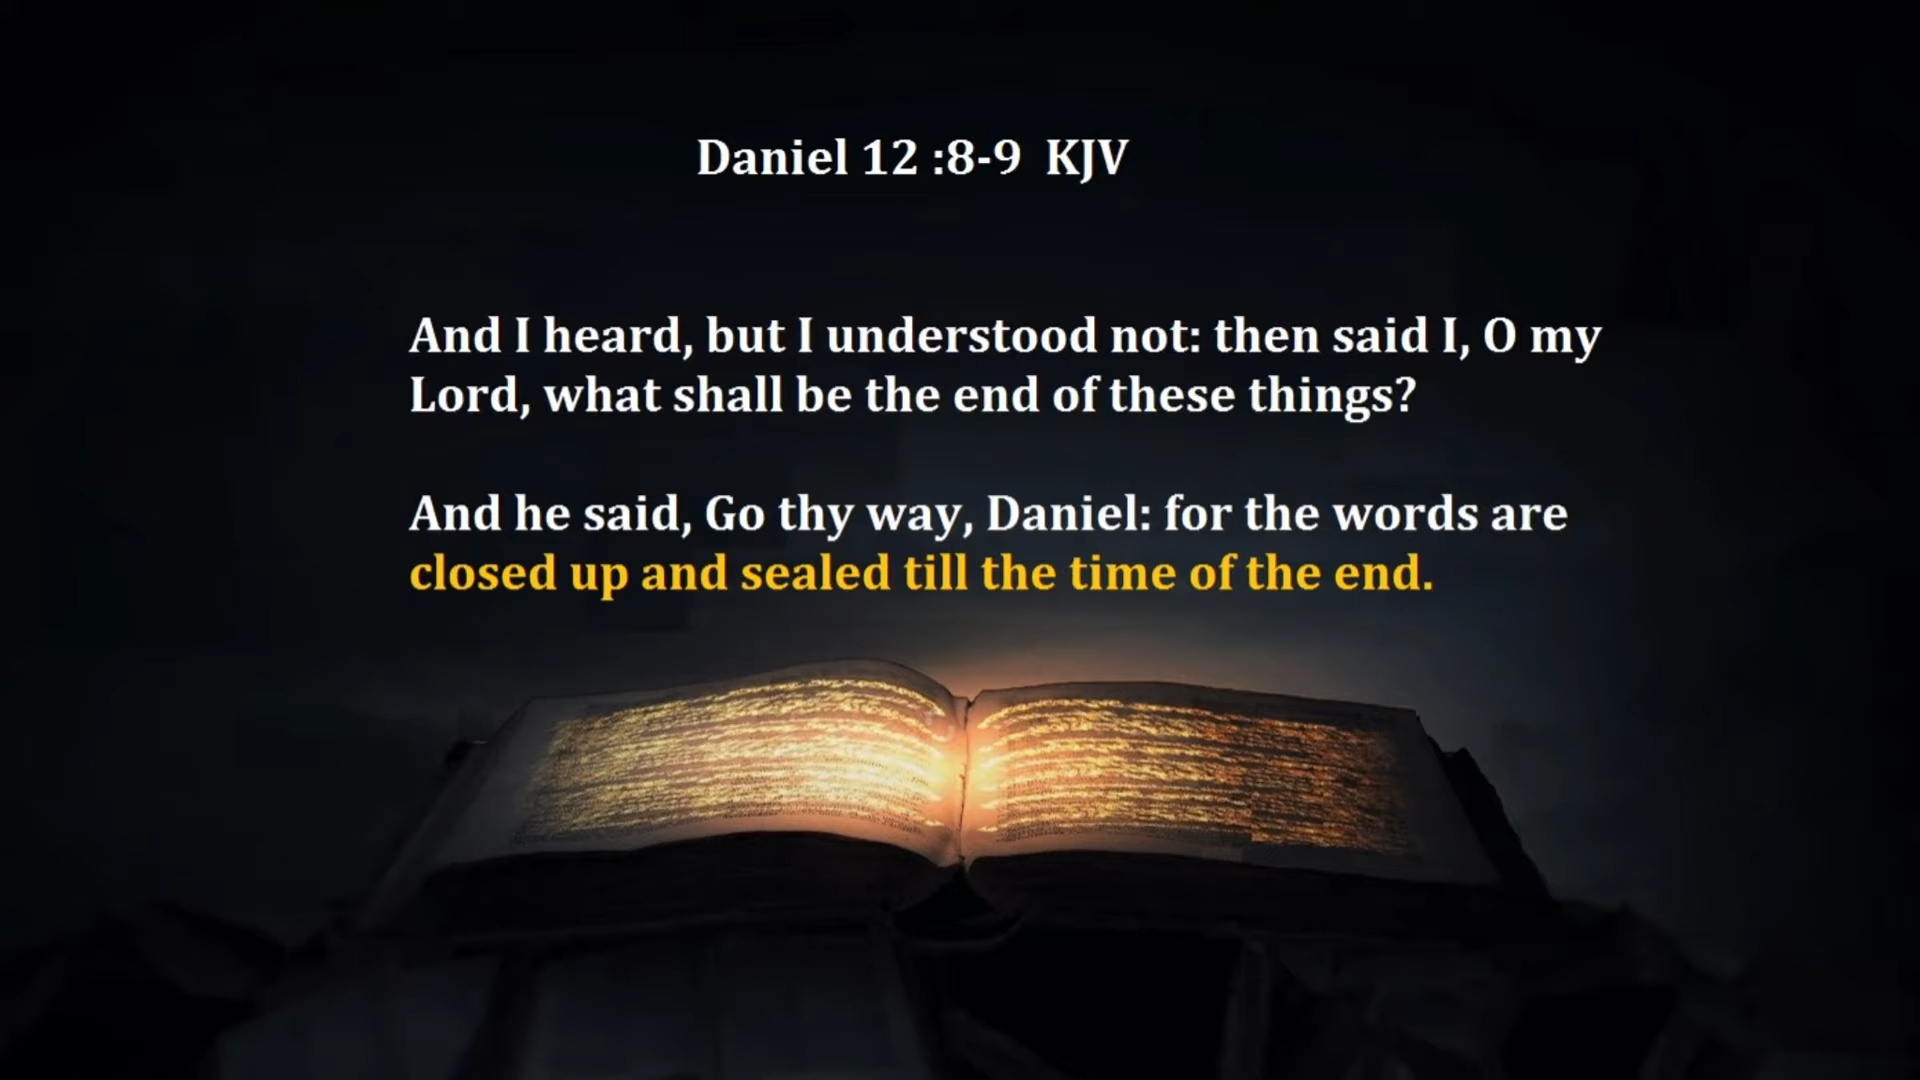 Daniel 12 :8-9 KJV
And I heard, but I understood not: then said I, O my
Lord, what shall be the end of these things?
And he said, Go thy way, Daniel: for the words are
closed up and sealed till the time of the end.